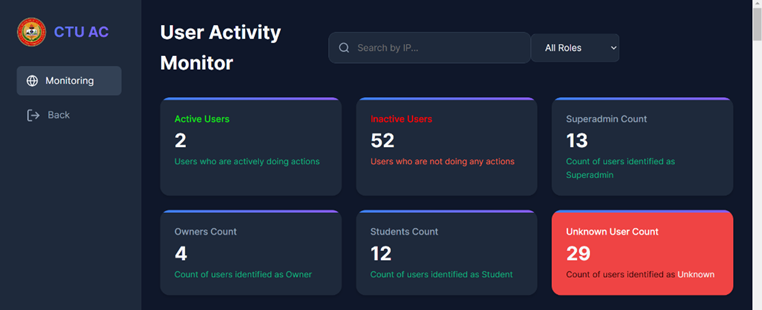 CTU AC
Monitoring
Back
User Activity
Monitor
Search by IP...
All Roles
Active Users
2
Users who are actively doing actions
Inactive Users
52
Users who are not doing any actions
Superadmin Count
13
Count of users identified as
Superadmin
Owners Count
4
Count of users identified as Owner
Students Count
12
Count of users identified as Student
Unknown User Count
29
Count of users identified as Unknown